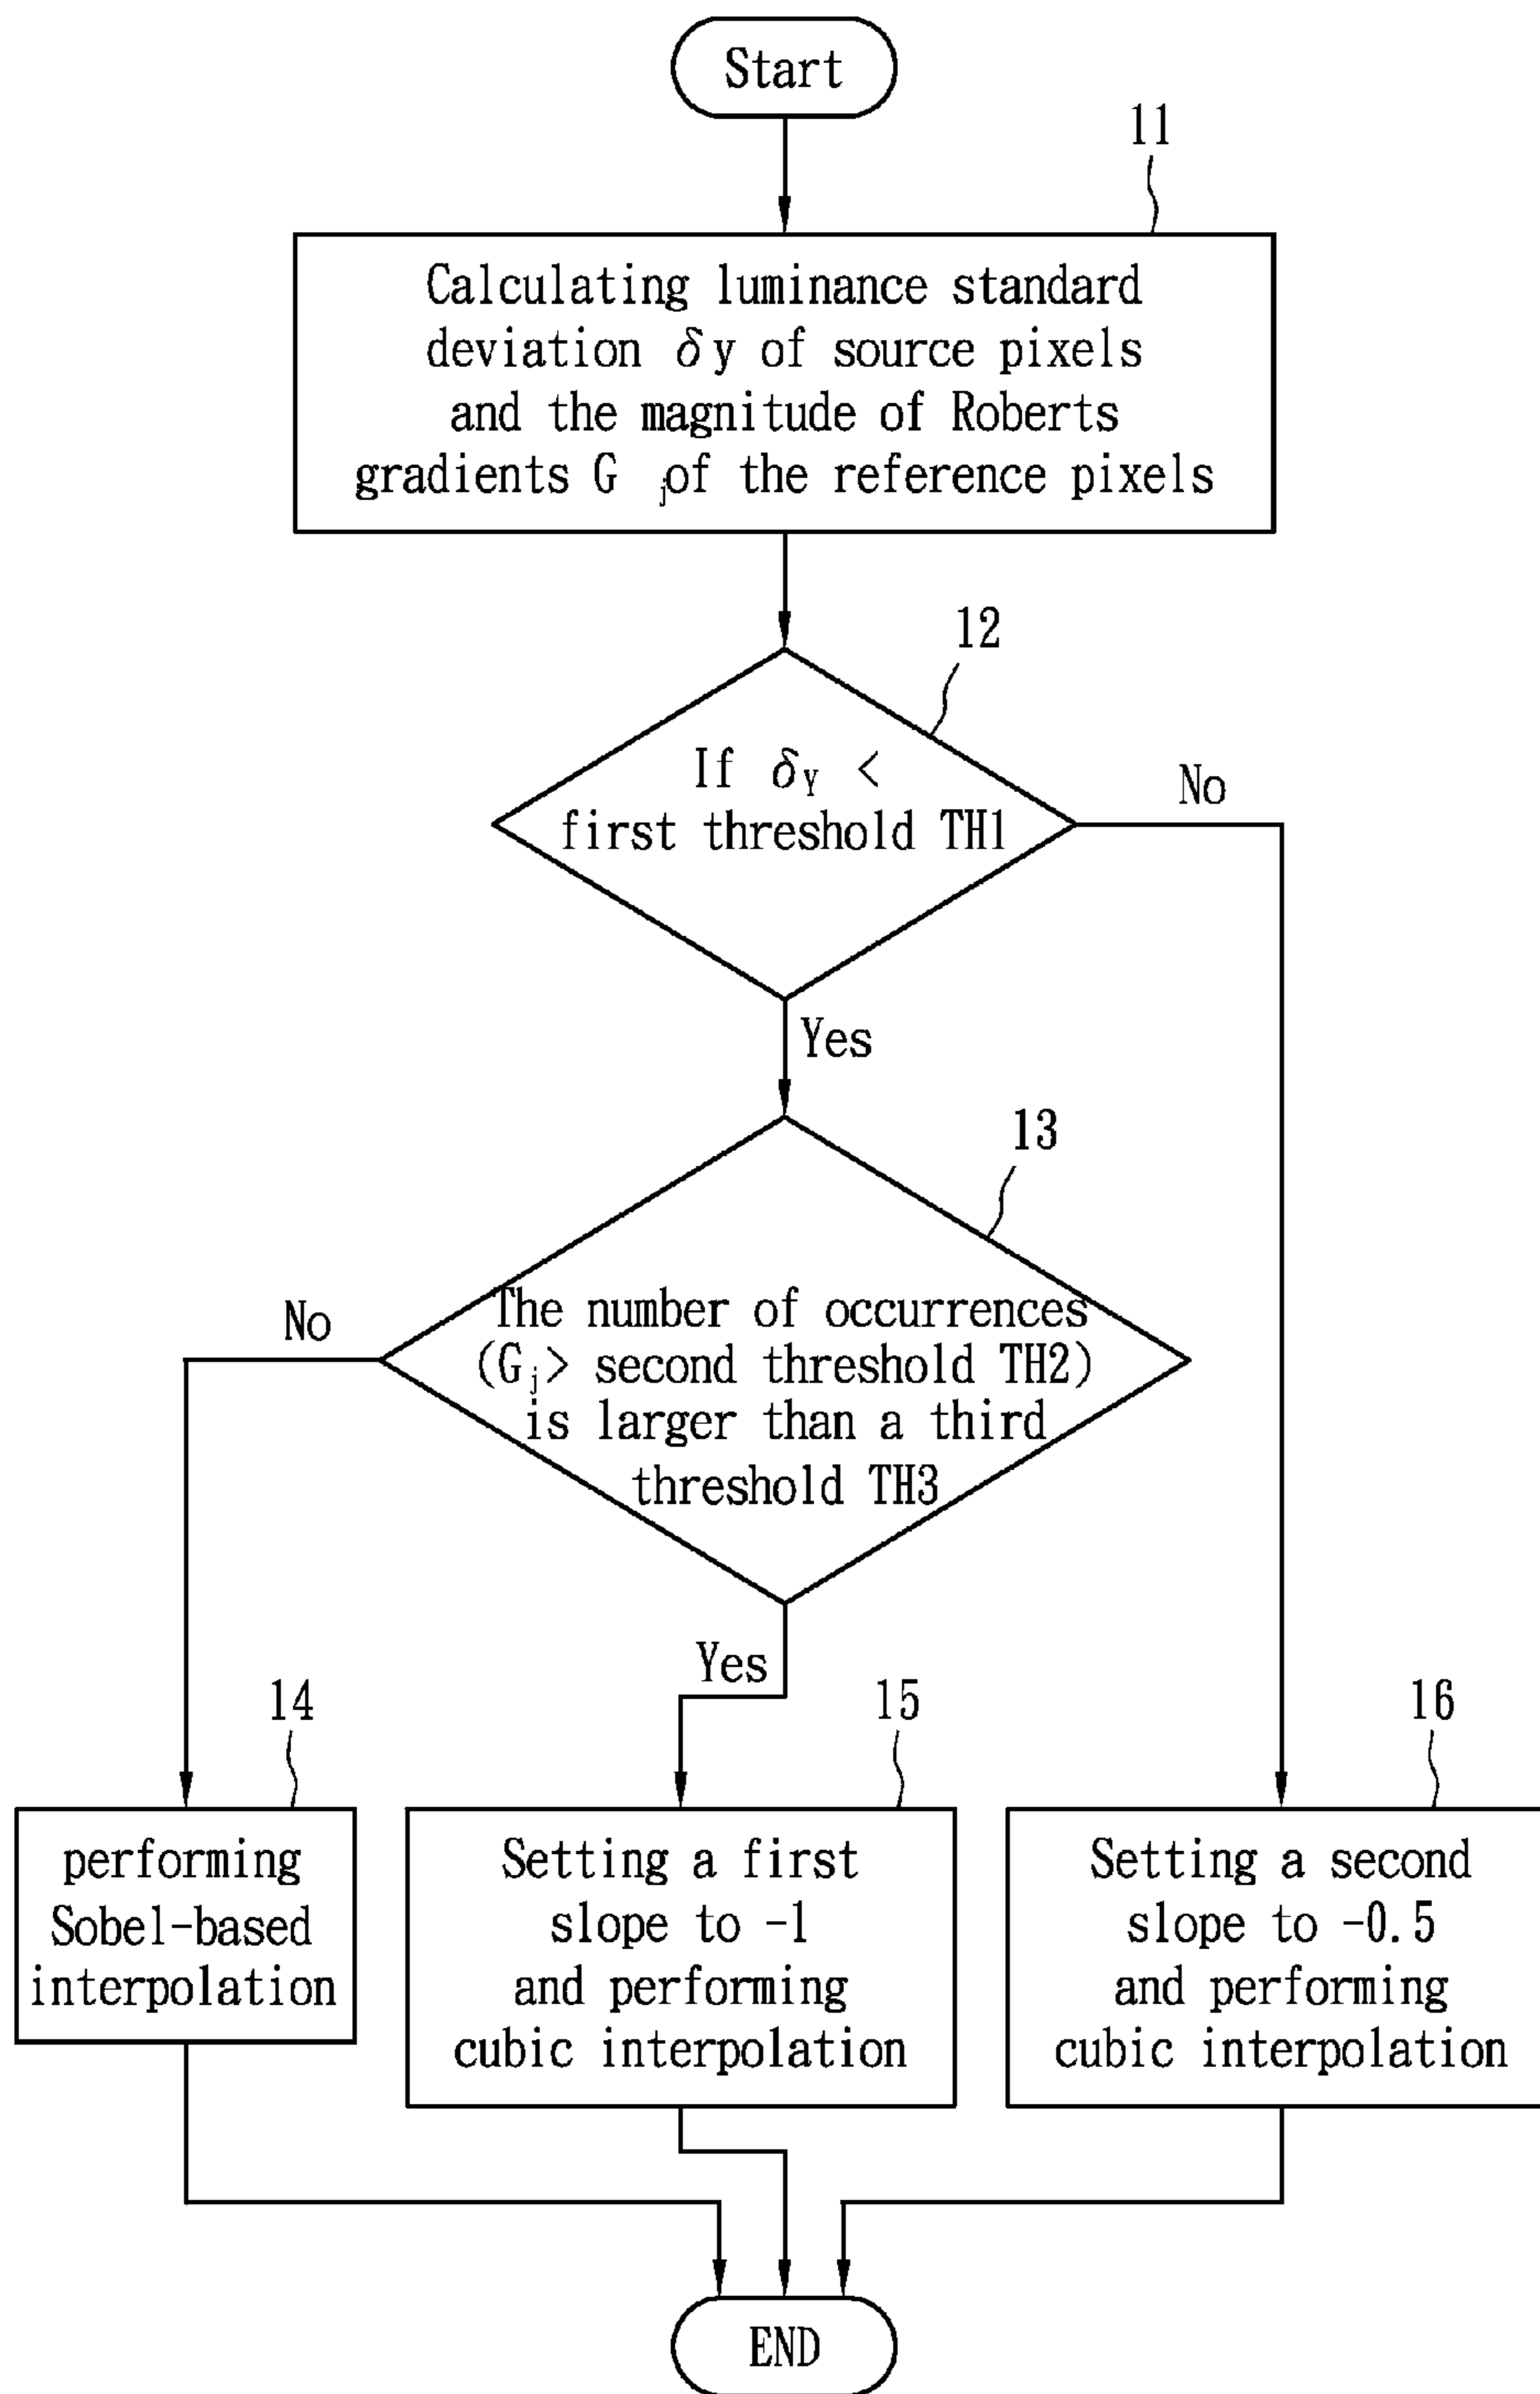 Start
11
Calculating luminance standard
deviation δy of source pixels
and the magnitude of Roberts
gradients G jof the reference pixels
12
If δY <
first threshold TH1
No
Yes
13
The number of occurrences
(Gj> second threshold TH2)
is larger than a third
threshold TH3
No
Yes
14
performing
Sobel-based
interpolation
15
Setting a first
slope to -1
and performing
cubic interpolation
16
Setting a second
slope to -0.5
and performing
cubic interpolation
END